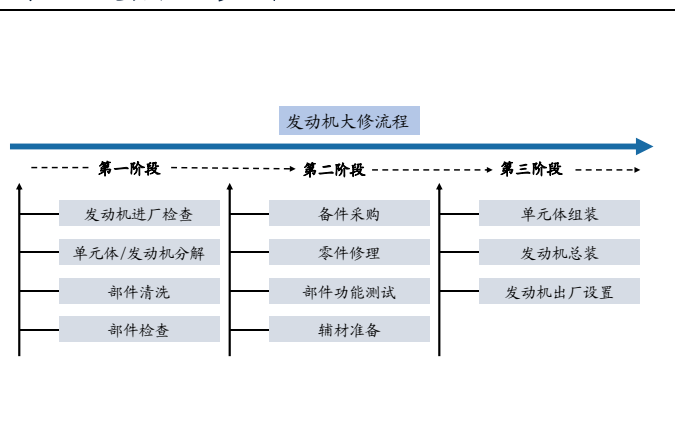 发动机大修流程
第一阶段
第二阶段
第三阶段
发动机进厂检查
单元体/发动机分解
部件清洗
部件检查
备件采购
零件修理
部件功能测试
辅材准备
单元体组装
发动机总装
发动机出厂设置